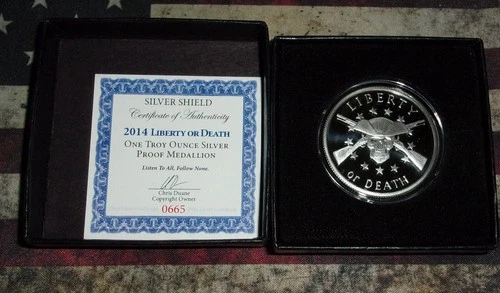 SILVER SHIELD
Certificate of Authenticity
2014 LIBERTY OR DEATH
ONE TROY OUNCE SILVER
PROOF MEDALLION
Listen To All. Follow None.
Chris Duane
Copyright Owner
0665
LIBERTY
OR DEATH